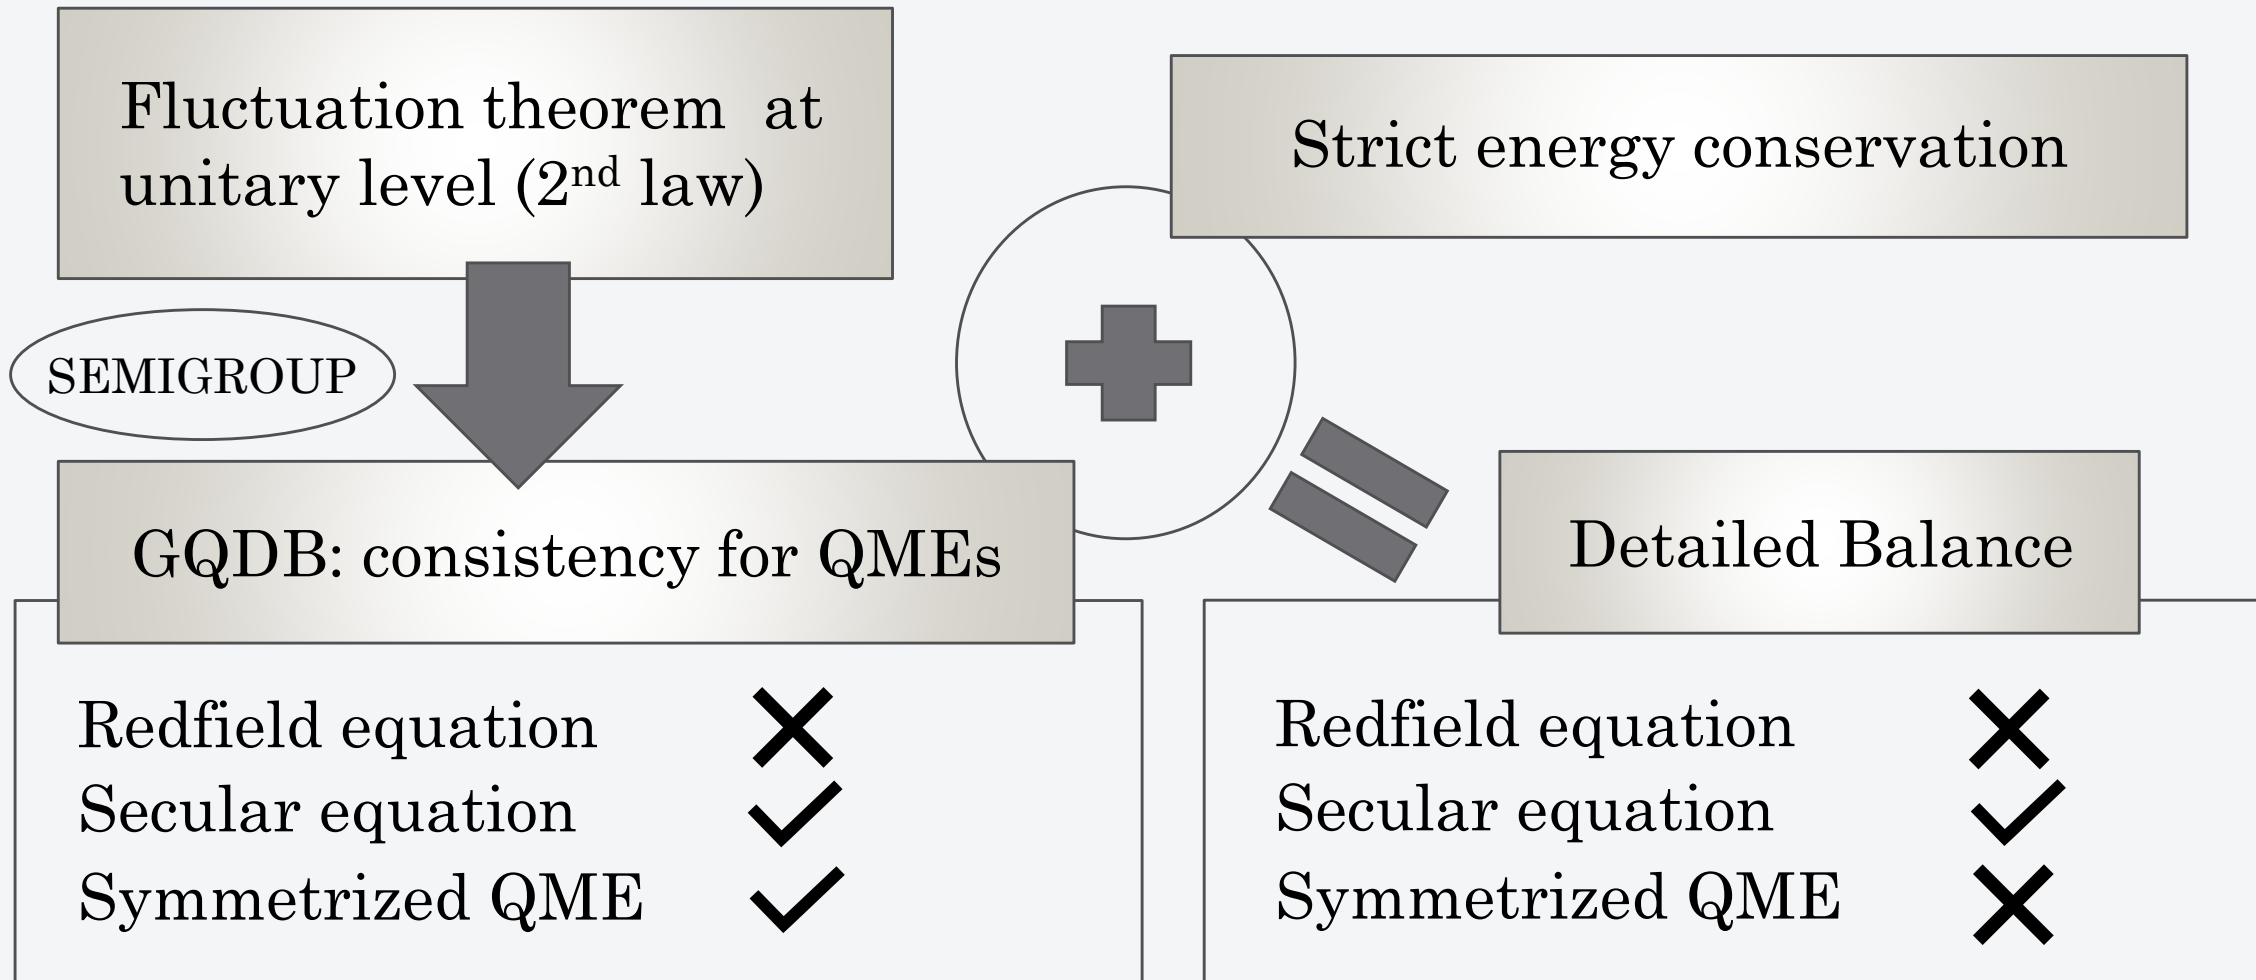 Fluctuation theorem at
unitary level (2nd law)
Strict energy conservation
SEMIGROUP
GQDB: consistency for QMEs
Detailed Balance
Redfield equation
Secular equation
Symmetrized QME
Redfield equation
Secular equation
Symmetrized QME